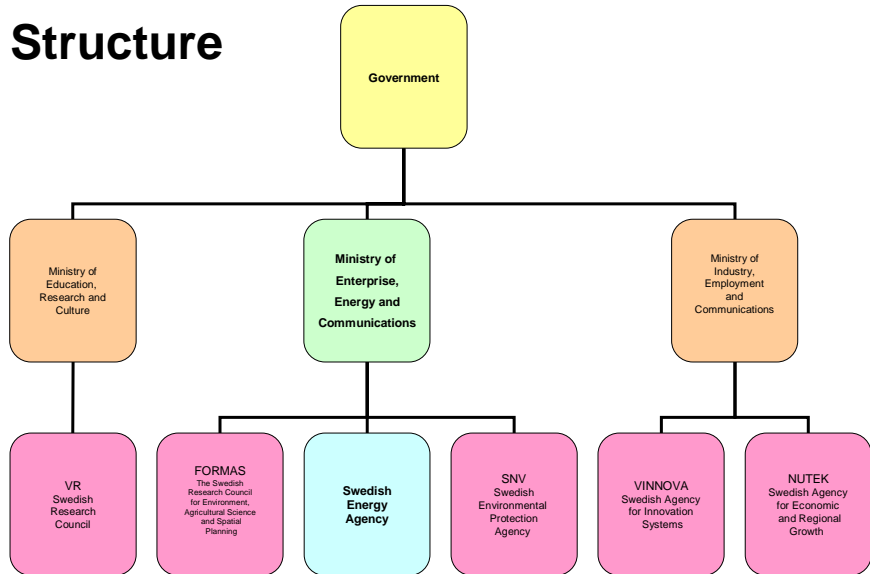 Structure
Government
Ministry of
Education,
Research and
Culture
Ministry of
Enterprise,
Energy and
Communications
Ministry of
Industry,
Employment
and
Communications
VR
Swedish
Research
Council
FORMAS
The Swedish
Research Council
for Environment,
Agricultural Science
and Spatial
Planning
Swedish
Energy
Agency
SNV
Swedish
Environmental
Protection
Agency
VINNOVA
Swedish Agency
for Innovation
Systems
NUTEK
Swedish Agency
for Economic
and Regional
Growth